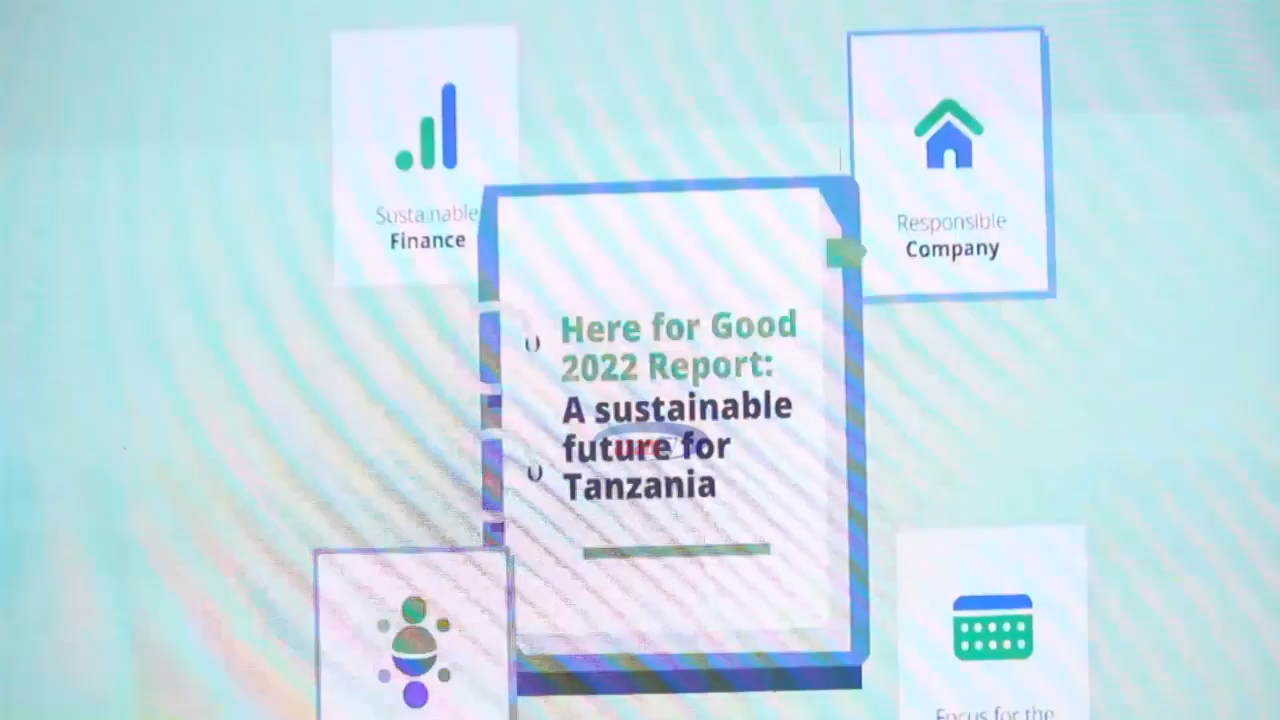 Sustainable
Finance
Responsible
Company
Here for Good
2022 Report:
A sustainable
future for
Tanzania
Focus for the